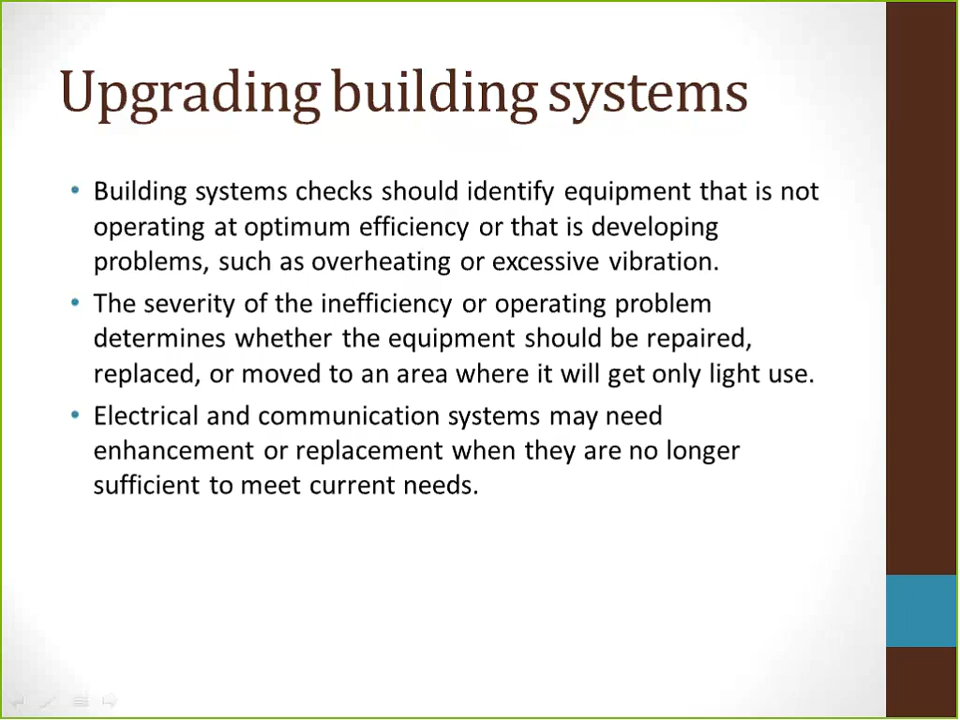 Upgrading building systems
• Building systems checks should identify equipment that is not
operating at optimum efficiency or that is developing
problems, such as overheating or excessive vibration.
• The severity of the inefficiency or operating problem
determines whether the equipment should be repaired,
replaced, or moved to an area where it will get only light use.
• Electrical and communication systems may need
enhancement or replacement when they are no longer
sufficient to meet current needs.